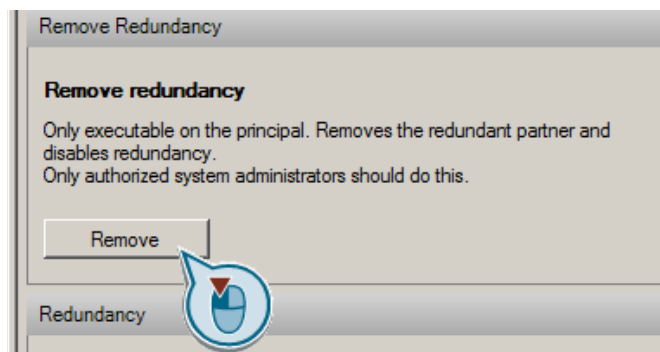 Remove Redundancy
Remove redundancy
Only executable on the principal. Removes the redundant partner and
disables redundancy.
Only authorized system administrators should do this.
Remove
Redundancy